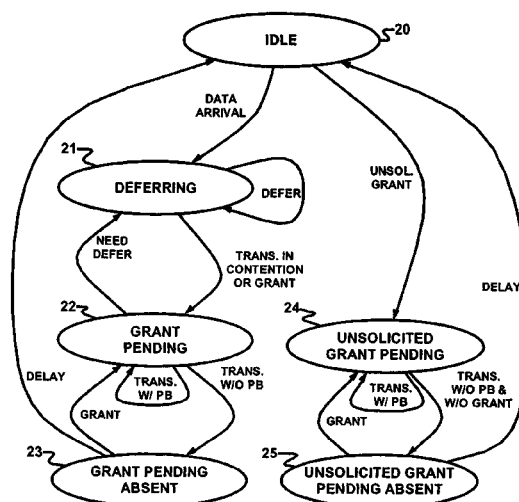 20
IDLE
DATA
ARRIVAL
21
UNSOL.
GRANT
DEFERRING
DEFER
NEED
DEFER
TRANS. IN
CONTENTION
OR GRANT
DELAY
22
24
GRANT
PENDING
UNSOLICITED
GRANT PENDING
DELAY
TRANS.
W/ PB
TRANS.
W/O PB
TRANS.
W/ PB
TRANS.
W/O PB &
W/O GRANT
GRANT
GRANT
23
25
GRANT PENDING
ABSENT
UNSOLICITED GRANT
PENDING ABSENT